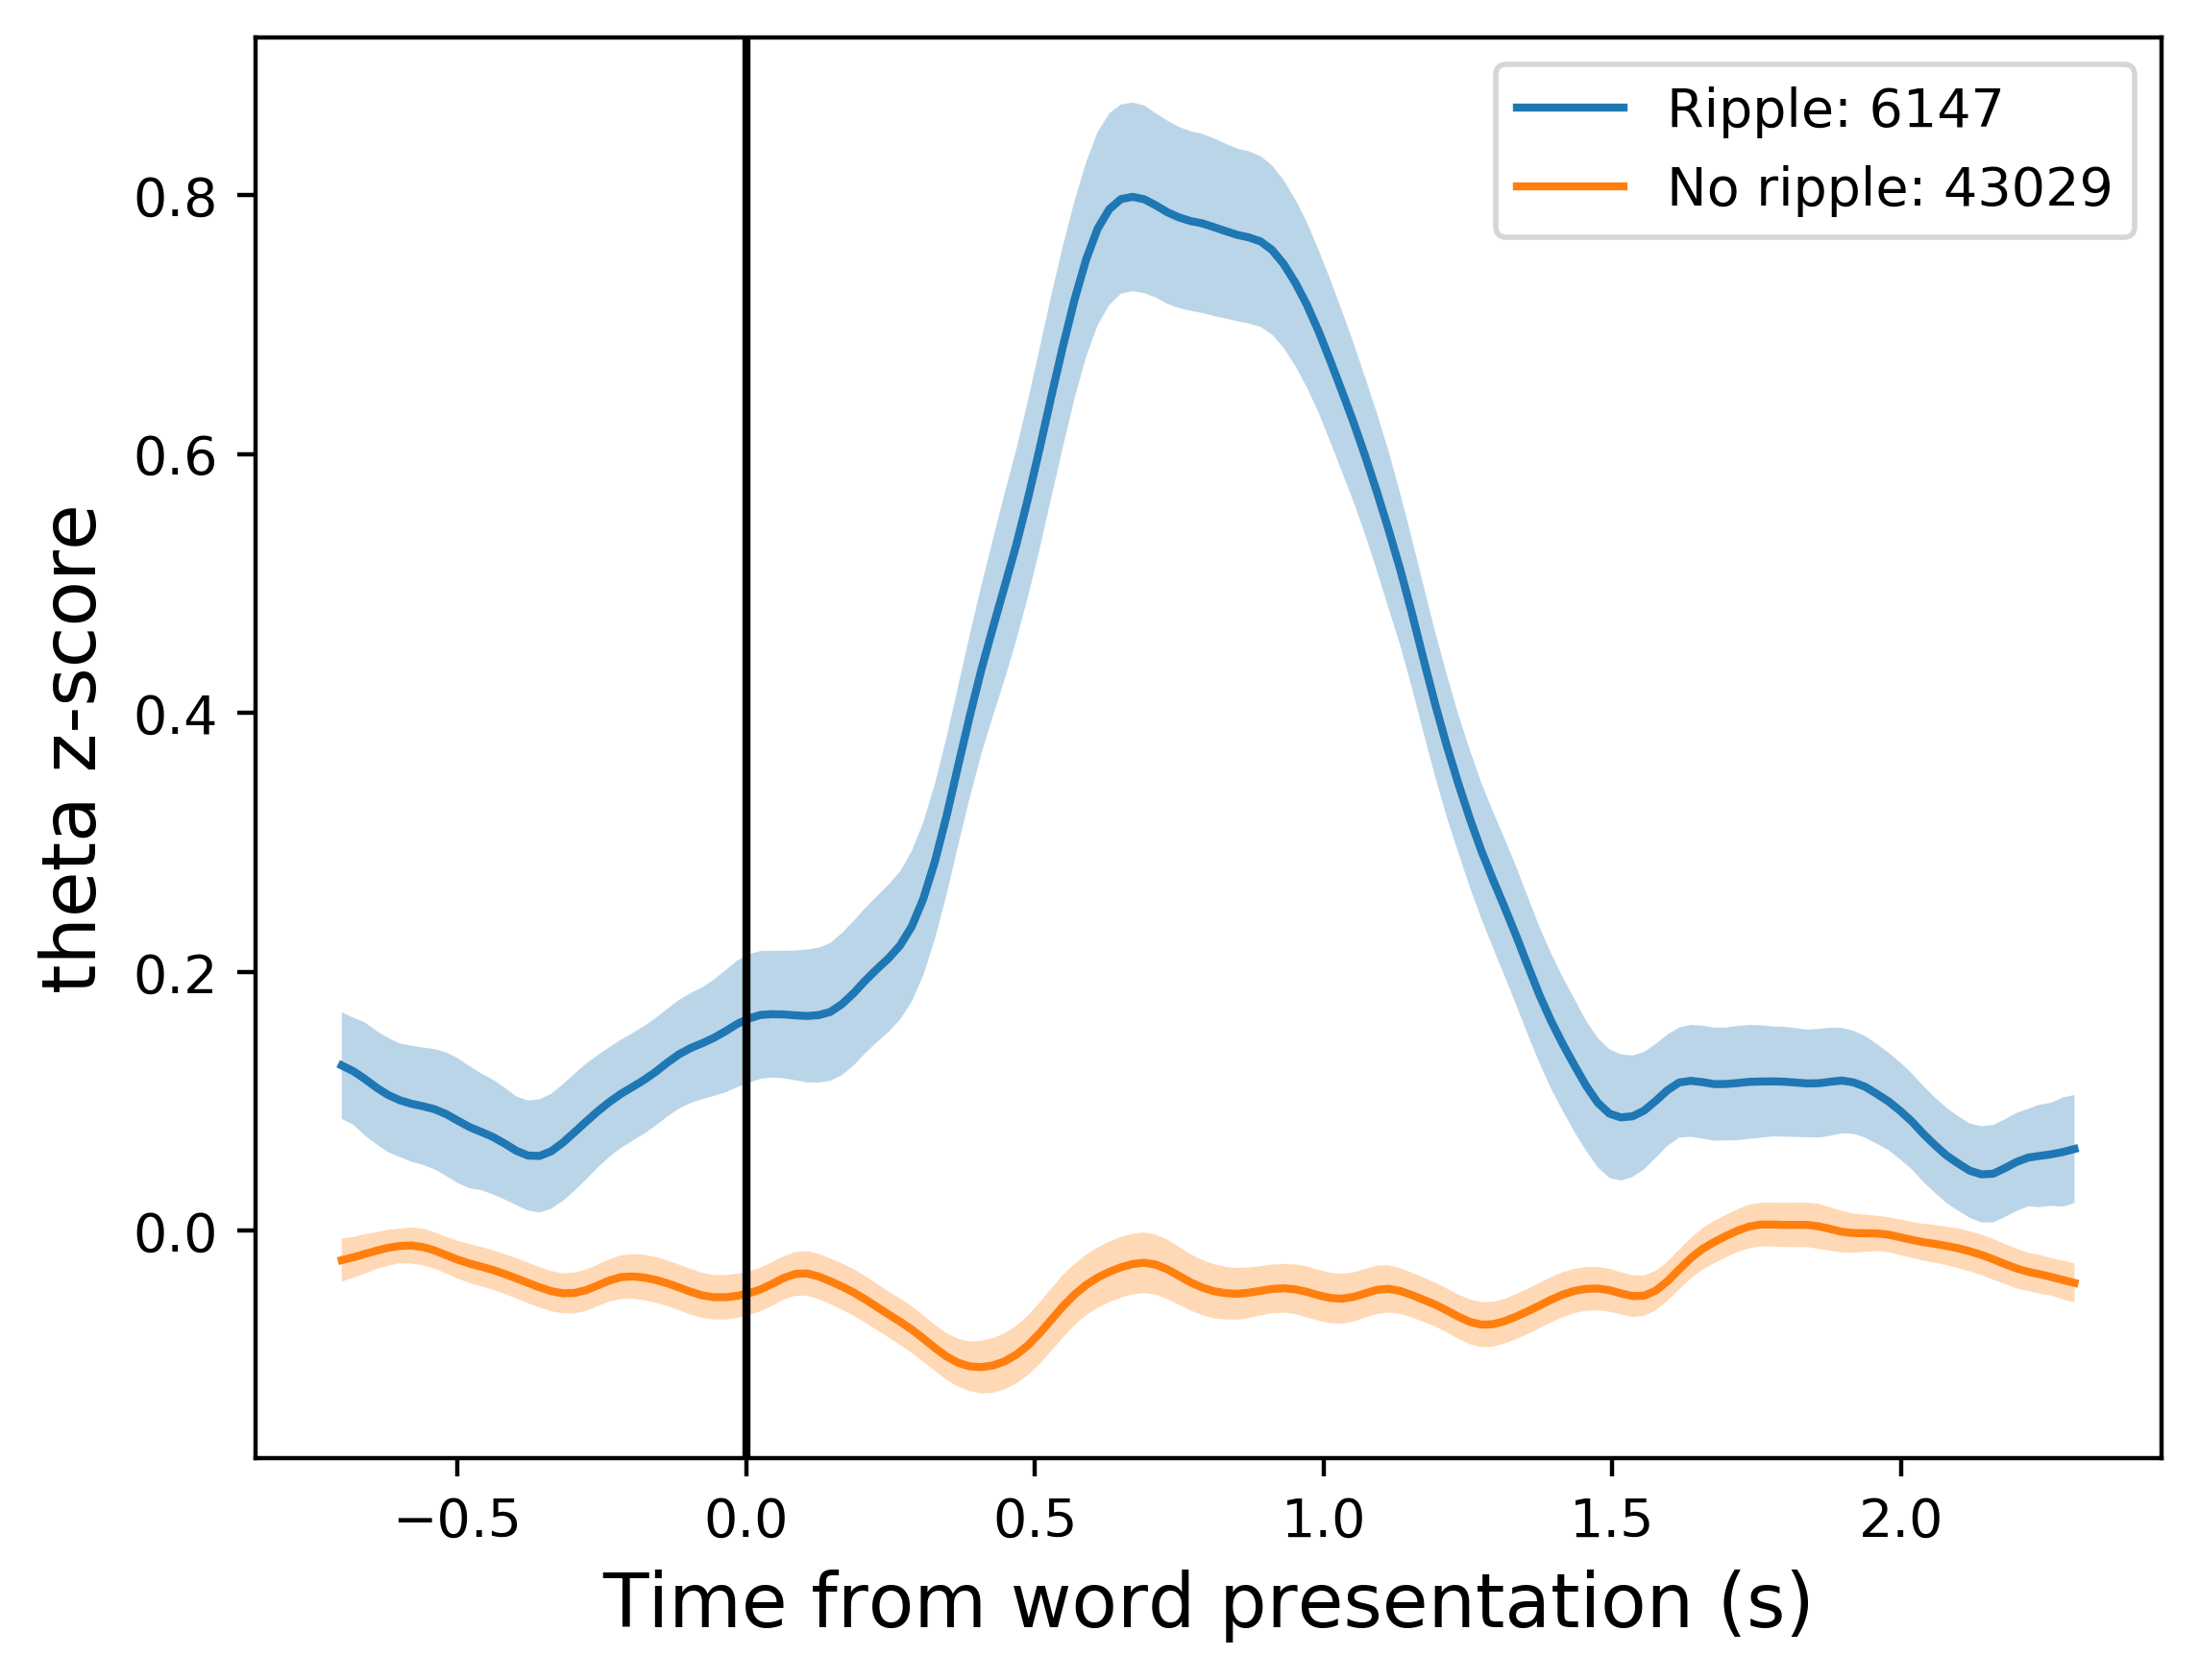 Ripple: 6147
No ripple: 43029
theta z-score
0.8
0.6
0.4
0.2
0.0
−0.5
0.0
0.5
1.0
1.5
2.0
Time from word presentation (s)